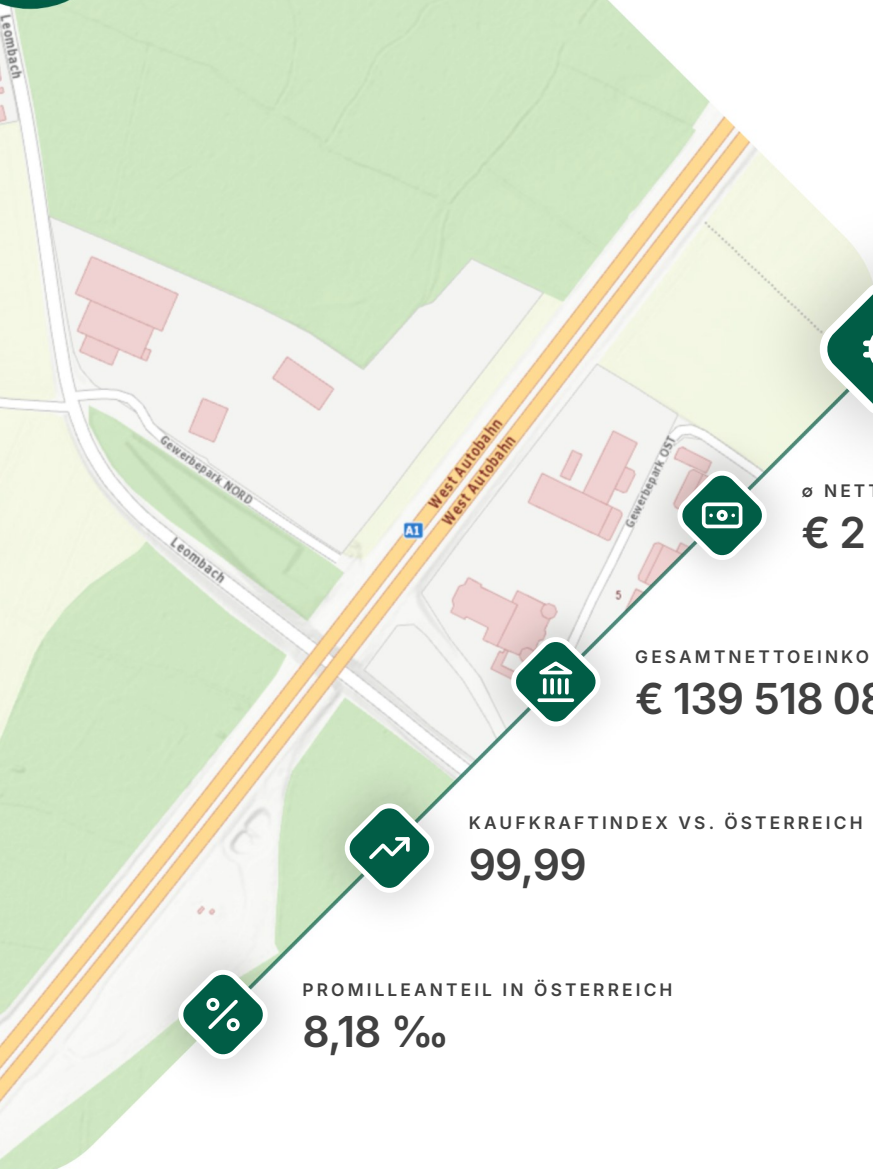 Leombach
West Autobahn
West Autobahn
Gewerbepark OST
Gewerbepark NORD
ø NETT
€ 2
A1
Leombach
5
GESAMTNETTOEINKO
€ 139 518 08
KAUFKRAFTINDEX VS. ÖSTERREICH
99,99
PROMILLEANTEIL IN ÖSTERREICH
8,18 ‰